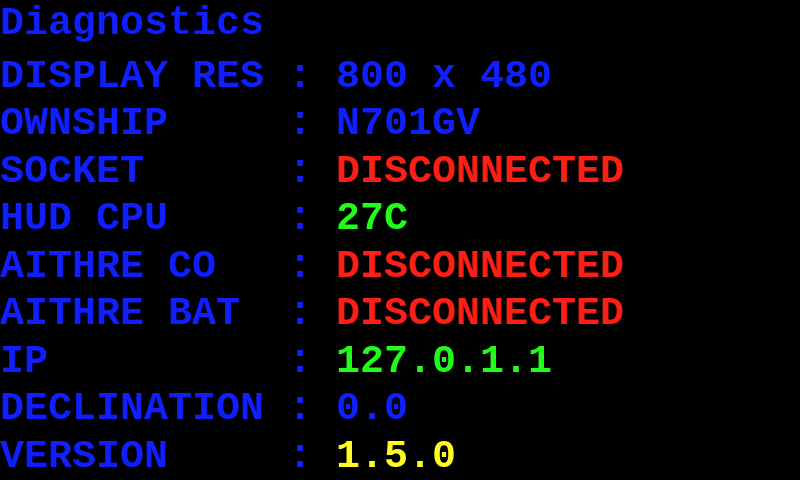 Diagnostics
DISPLAY RES : 800 x 480
OWNSHIP : N701GV
SOCKET : DISCONNECTED
HUD CPU : 27C
AITHRE CO : DISCONNECTED
AITHRE BAT : DISCONNECTED
IP : 127.0.1.1
DECLINATION : 0.0
VERSION : 1.5.0